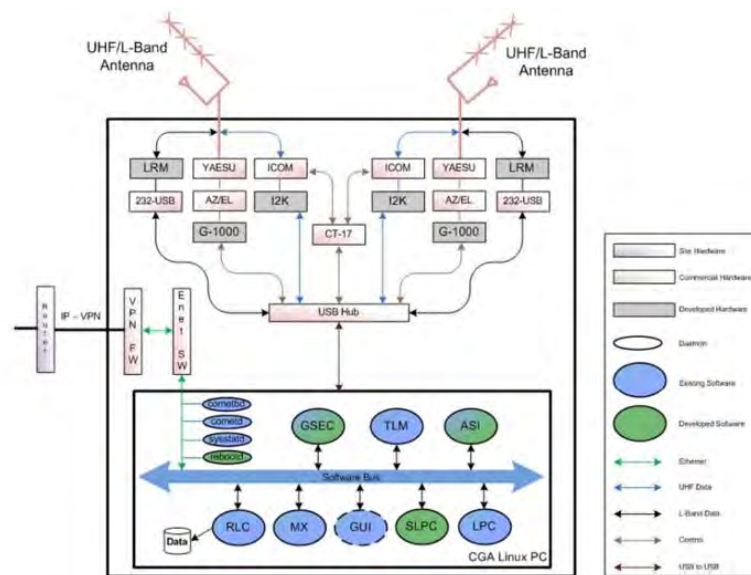 UHF/L-Band
Antenna
UHF/L-Band
Antenna
LRM
YAESU
ICOM
ICOM
YAESU
LRM
232-USB
AZ/EL
I2K
I2K
AZ/EL
232-USB
G-1000
CT-17
G-1000
USB Hub
Router
IP – VPN
VPN FW
Enet SW
cometbd
cometd
sysstatd
rebootd
GSEC
TLM
ASI
Software Bus
RLC
MX
GUI
SLPC
LPC
Data
CGA Linux PC
Site Hardware
Commercial Hardware
Developed Hardware
Daemon
Existing Software
Developed Software
Ethernet
UHF Data
L-Band Data
Control
USB to USB